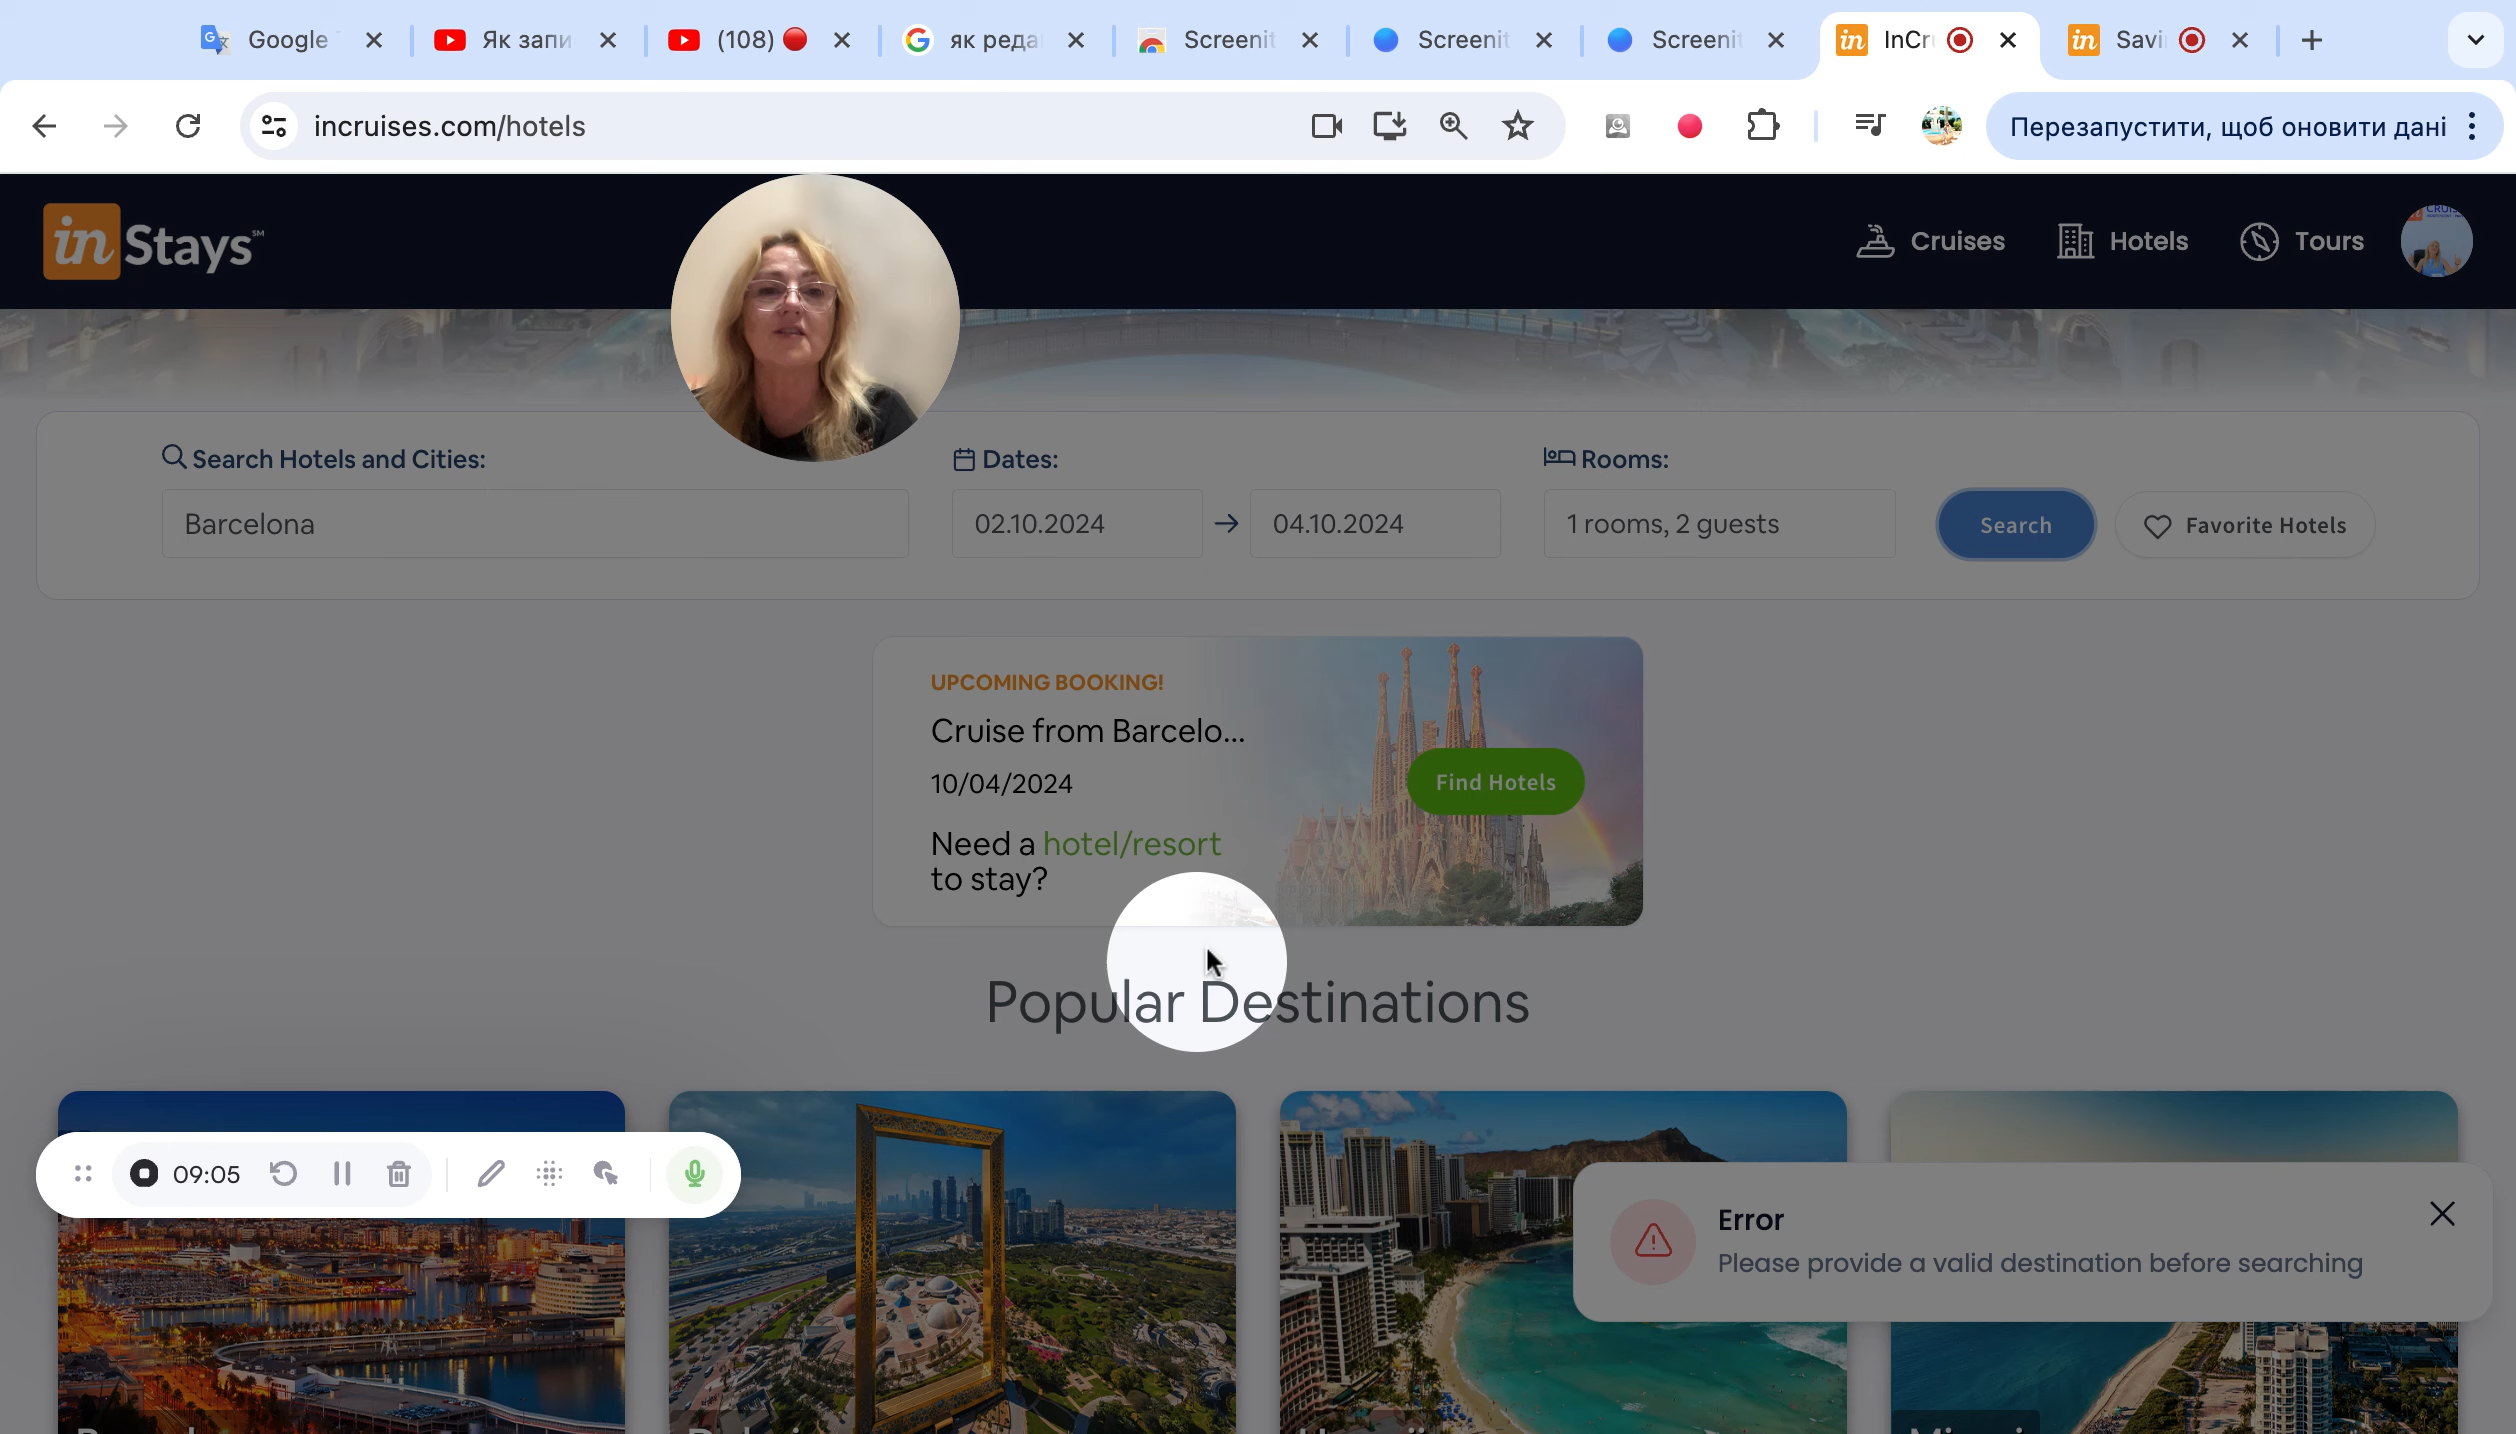 Google
Як запи
(108)
як реда
Screenit
Screenit
Screenit
InCr
Savi
incruises.com/hotels
Перезапустити, щоб оновити дані
in Stays℠
Cruises
Hotels
Tours
Search Hotels and Cities:
Dates:
Rooms:
Barcelona
02.10.2024
04.10.2024
1 rooms, 2 guests
Search
Favorite Hotels
UPCOMING BOOKING!
Cruise from Barcelo...
10/04/2024
Find Hotels
Need a hotel/resort
to stay?
Popular Destinations
09:05
Error
Please provide a valid destination before searching